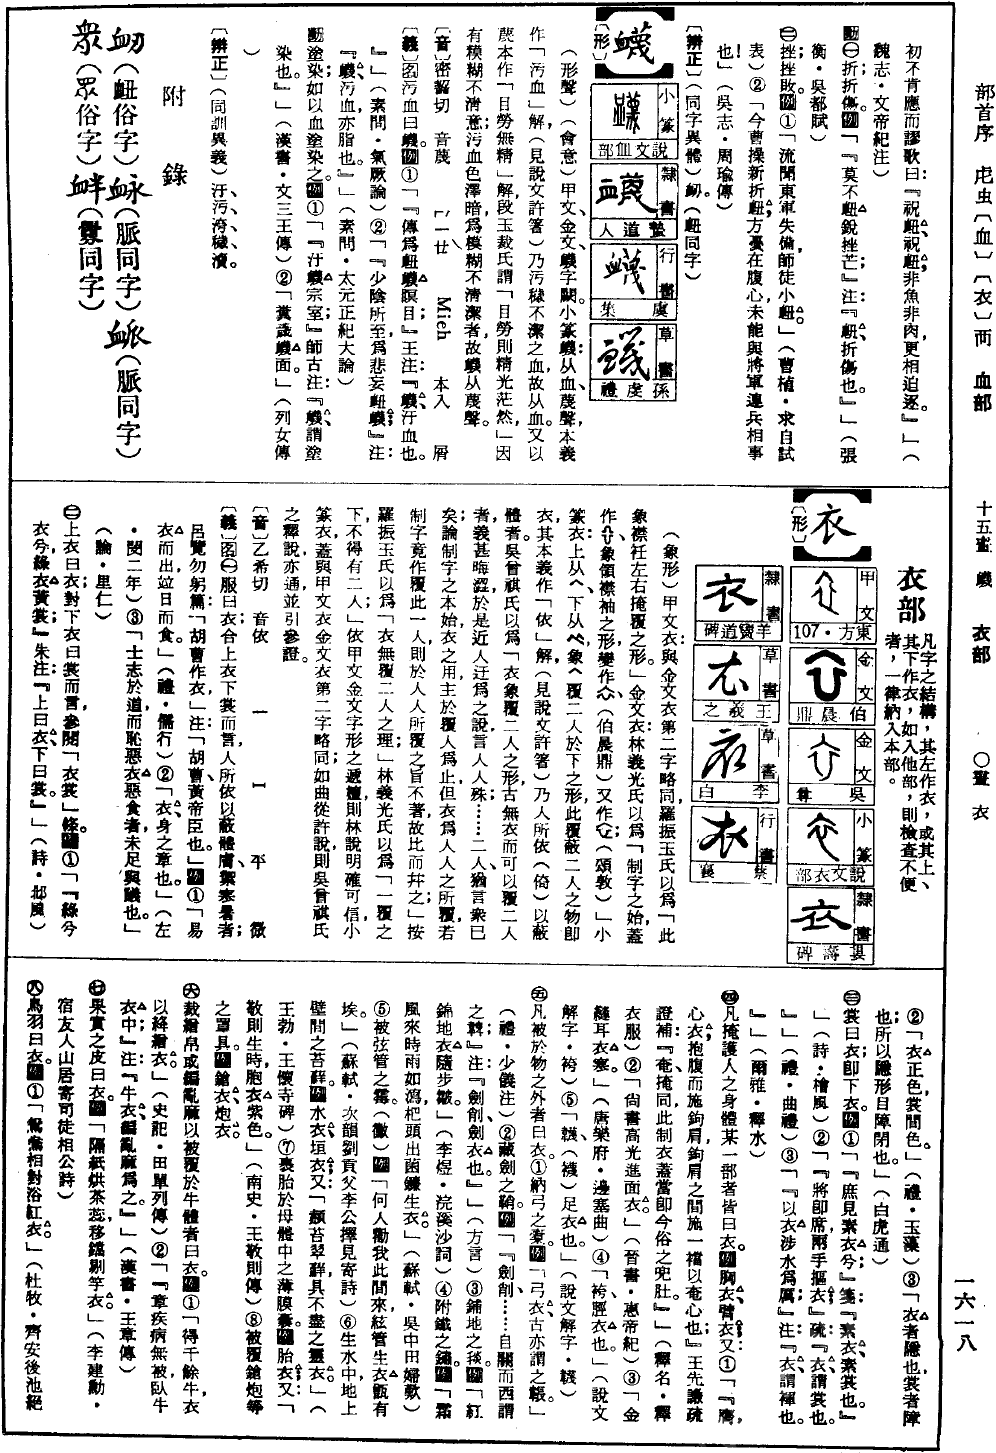 部首序　虍虫〔血〕〔衣〕襾　血部　　十五畫　衊　衣部　　〇畫　衣　　一六一八
初不肯應而謬歌曰：『祝衄祝衄，非魚非肉，更相追逐。』」（
魏志・文帝紀注）
動㊀折，折傷。例「『莫不衄銳挫芒』注：『衄，折傷也。』」（張
衡・吳都賦）
㊁挫，挫敗。例①「流聞東軍失備，師徒小衄。」（曹植・求自試
表）②「今曹操新折衄，方憂在腹心，未能與將軍連兵相事
也！」（吳志・周瑜傳）
〔辨正〕（同字異體）衂（衄同字）
衊
〔形〕
小篆　說文血部
隸書　蟄道人
行書　虞集
草書　孫虔禮
（形聲）（會意）甲文、金文衊字闕。小篆衊：从血，蔑聲，本義
作「污血」解，（見說文許箸）乃污穢不潔之血，故从血。又以
蔑本作「目勞無精」解，段玉裁氏謂「目勞則精光茫然」，因
有模糊不清意；污血色澤暗，爲模糊不清潔者，故衊从蔑聲。
〔音〕密認切　音蔑　ㄇㄧㄝ　Mieh　本入　屑
〔義〕名污血曰衊。例①「『傳爲衄衊瞑目』王注：『衊，汙血也。
』」（素問・氣厥論）②「『少陰所至爲悲妄衄衊』注：
『衊，污血，亦脂也。』」（素問・太元正紀大論）
動塗染，如以血塗染之。例①「『汙衊宗室』師古注：『衊謂塗
染也。』」（漢書・文三王傳）②「糞穢衊面。」（列女傳
）
〔辨正〕（同訓異義）汙、污、洿、穢、瀆。
附　錄
衂（衄俗字）衇（脈同字）䘑（脈同字）
衆（眾俗字）衅（釁同字）
衣部　凡字之結構，其左作衣，或其上、
其下作衣，如入他部，則檢查不便
者，一律納入本部。
衣
〔形〕
甲文　東方・107
金文　伯晨鼎
金文　吳彝
小篆　說文衣部
隸書　婁壽碑
隸書　羊竇道碑
草書　王羲之
草書　李白
行書　蔡襄
（象形）甲文衣：與金文衣第二字略同，羅振玉氏以爲「此
象襟衽左右掩覆之形。」金文衣：林義光氏以爲「制字之始，蓋
篆衣：上从人，下从从，象人覆二人於下之形，此覆蔽二人之物即
衣，其本義作「依」解，（見說文許箸）乃人所依（倚）以蔽
體者。吳曾祺氏以爲「衣象覆二人之形，古無衣而可以覆二人
者，義甚晦澀，於是近人迂爲之說，言人人殊……二人猶言衆已
矣。論制字之本始，衣之用主於覆人爲止，但衣爲人人之所覆，若
制字竟作覆此一人，則於人人所覆之旨不著，故比而幷之；」按
羅振玉氏以爲「衣無覆二人之理」，林義光氏以爲「一覆之
下，不得有二人」，依甲文金文字形之遞禮，則林說明確可信；小
篆衣，蓋與甲文衣金文衣第二字略同，如曲從許說，則吳曾祺氏
之釋說，亦通，並引參證。
〔音〕乙希切　音依　一　I　平　微
〔義〕名㊀服曰衣，合上衣下裳而言，人所依以蔽體膚、禦寒暑者；
呂覽勿躬篇：「胡曹作衣」注：「胡曹，黃帝臣也。」例①「易
衣而出，竝日而食。」（禮・儒行）②「衣，身之章也」（左
・閔二年）③「士志於道，而恥惡衣惡食者，未足與議也。」
（論・里仁）
㊁上衣曰衣，對下衣曰裳而言，參閱「衣裳」條。例①「『綠兮
衣兮，綠衣黃裳』朱注：『上曰衣，下曰裳。』」（詩・邶風）
②「衣，正色，裳，間色。」（禮・玉藻）③「衣者，隱也，裳者，障
也，所以隱形自障閉也。」（白虎通）
㊂裳曰衣，即下衣。例①「『庶見素衣兮』箋：『素衣，素裳也。』
」（詩・檜風）②「『將即席，兩手摳衣』疏：『衣謂裳也。
』」（禮・曲禮）③「『以衣涉水爲厲』注：『衣謂褌也。
』」（爾雅・釋水）
㊃凡掩護人之身體某一部者皆曰衣。例胸衣、臂衣；又①「『膺，
心衣，抱腹而施鉤肩，鉤肩之間施一襠，以奄心也』王先謙疏
證補：『奄、掩同，此制衣蓋當即今俗之兜肚。』」（釋名・釋
衣服）②「尙書高光進面衣。」（晉書・惠帝紀）③「金
縫耳衣寒。」（唐樂府・邊塞曲）④「袴，脛衣也。」（說文
解字・袴）⑤「韤（襪），足衣也。」（說文解字・韤）
㊄凡被於物之外者曰衣。①納弓之櫜。例「弓衣，古亦謂之韔。」
（禮・少儀注）②藏劍之鞘。例「『劍削……自關而西謂
之鞞』注：『劍削，劍衣也。』」（方言）③鋪地之毯。例「紅
錦地衣隨步皺。」（李煜・浣溪沙詞）④附鐵之鏽。例「霜
風來時雨如瀉，杷頭出菌鐮生衣。」（蘇軾・吳中田婦歎）
⑤被弦管之霉（黴）例「何人勸我此間來，絃管生衣甑有
埃。」（蘇軾・次韻劉貢父李公擇見寄詩）⑥生水中地上
壁間之苔蘚。例水衣、垣衣；又「顏苔翠蘚，具不盡之靈衣。」（
王勃・王懷寺碑）⑦裹胎於母體中之薄膜囊。例胎衣；又「
敬則生時，胞衣紫色。」（南史・王敬則傳）⑧被覆鎗炮等
之罩具。例鎗衣、炮衣。
㊅裁繒帛或編亂麻以被覆於牛體者曰衣。例①「得千餘牛，衣
以絳繒衣。」（史記・田單列傳）②「『章疾病無被，臥牛
衣中』注：『牛衣，編亂麻爲之。』」（漢書・王章傳）
㊆果實之皮曰衣。例「隔紙烘茶蕊，移鐺剝芋衣。」（李建勳・
宿友人山居寄司徒相公詩）
㊇鳥羽曰衣。例①「鴛鴦相對浴紅衣。」（杜牧・齊安後池絕